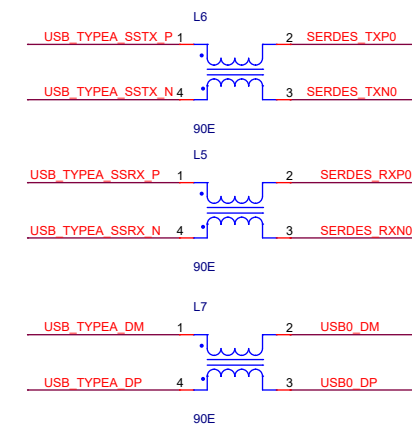 L6
USB_TYPEA_SSTX_P 1 2 SERDES_TXP0
USB_TYPEA_SSTX_N 4 3 SERDES_TXN0
90E
L5
USB_TYPEA_SSRX_P 1 2 SERDES_RXP0
USB_TYPEA_SSRX_N 4 3 SERDES_RXN0
90E
L7
USB_TYPEA_DM 1 2 USB0_DM
USB_TYPEA_DP 4 3 USB0_DP
90E